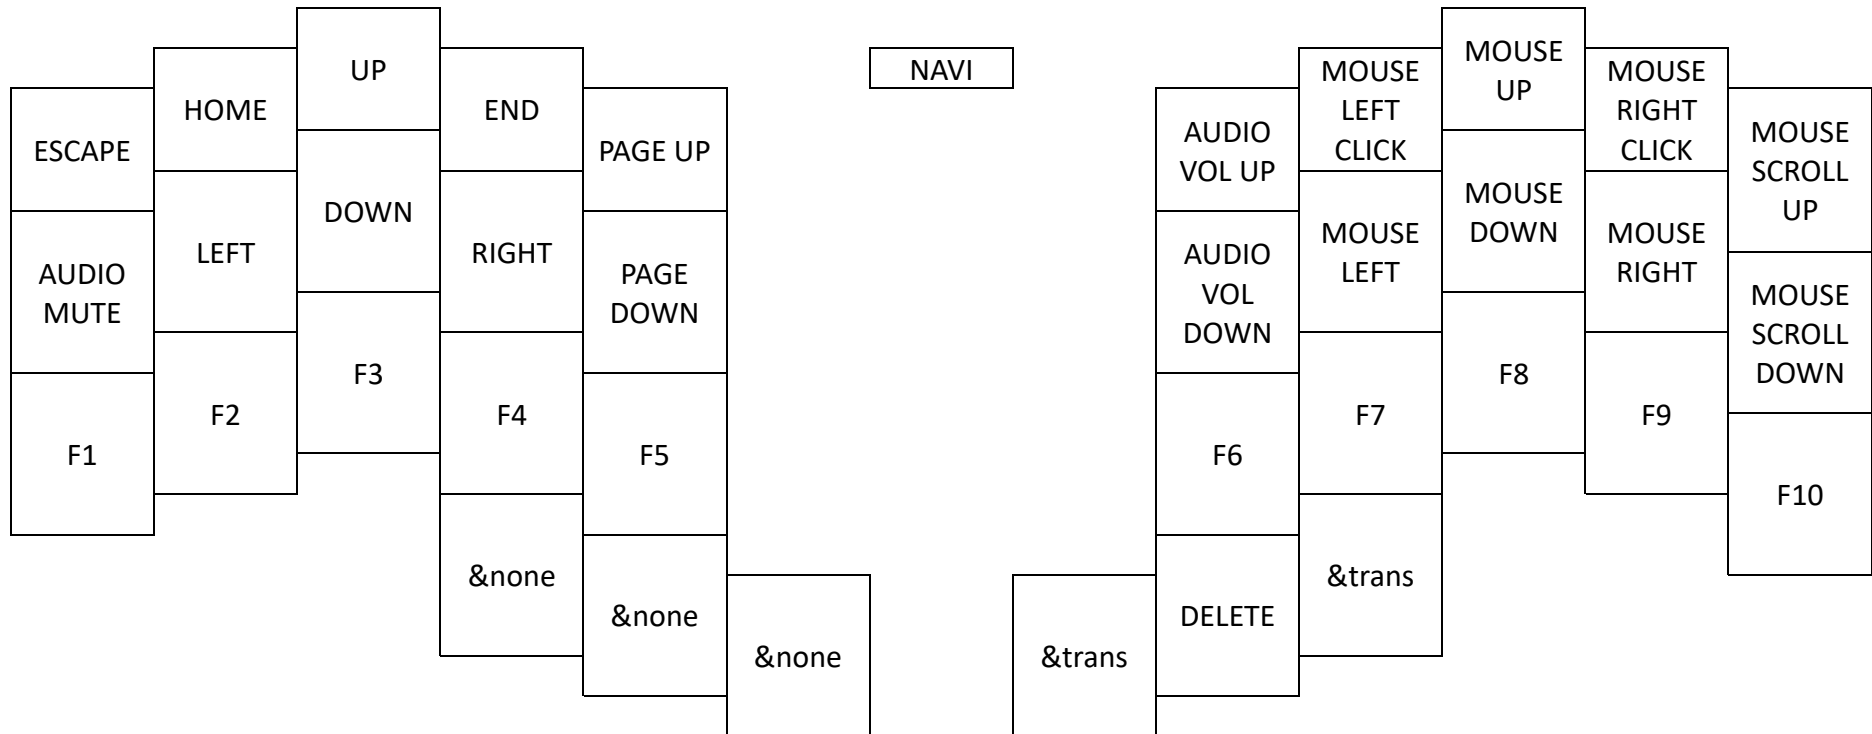 UP
NAVI
MOUSE
UP
HOME
END
MOUSE
LEFT
CLICK
MOUSE
RIGHT
CLICK
ESCAPE
PAGE UP
AUDIO
VOL UP
MOUSE
SCROLL
UP
DOWN
MOUSE
DOWN
LEFT
RIGHT
MOUSE
LEFT
MOUSE
RIGHT
AUDIO
MUTE
PAGE
DOWN
AUDIO
VOL
DOWN
MOUSE
SCROLL
DOWN
F3
F8
F2
F4
F7
F9
F1
F5
F6
F10
&none
&trans
&none
DELETE
&none
&trans